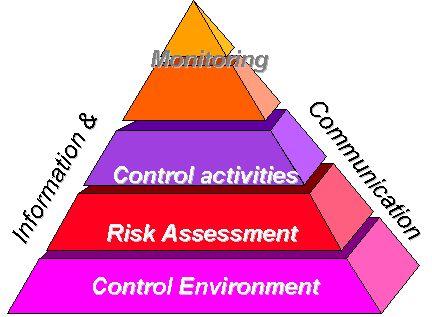 Monitoring
Information &
Communication
Control activities
Risk Assessment
Control Environment